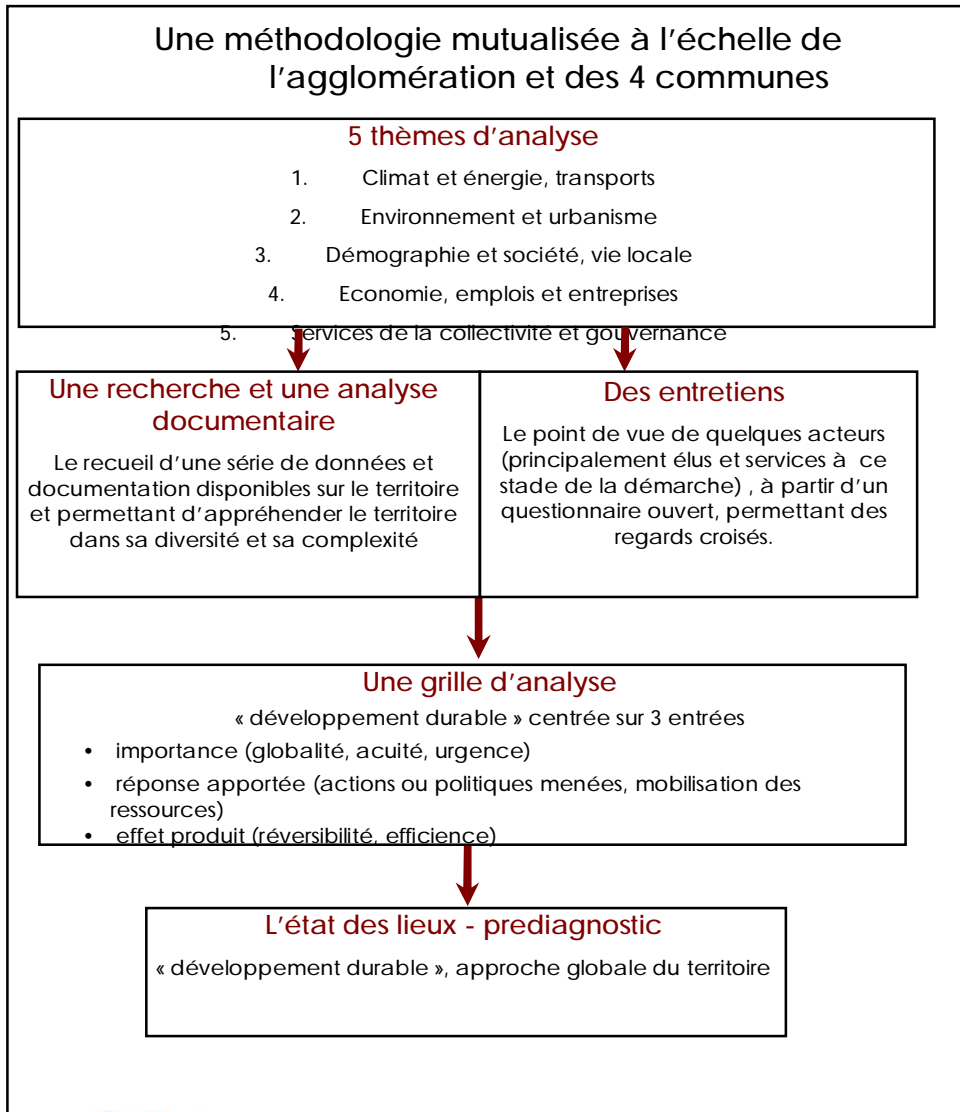 Une méthodologie mutualisée à l'échelle de
l'agglomération et des 4 communes
5 thèmes d'analyse
1. Climat et énergie, transports
2. Environnement et urbanisme
3. Démographie et société, vie locale
4. Economie, emplois et entreprises
5. Services de la collectivité et gouvernance
Une recherche et une analyse
documentaire
Le recueil d'une série de données et
documentation disponibles sur le territoire
et permettant d'appréhender le territoire
dans sa diversité et sa complexité
Des entretiens
Le point de vue de quelques acteurs
(principalement élus et services à ce
stade de la démarche) , à partir d'un
questionnaire ouvert, permettant des
regards croisés.
Une grille d'analyse
« développement durable » centrée sur 3 entrées
• importance (globalité, acuité, urgence)
• réponse apportée (actions ou politiques menées, mobilisation des
ressources)
• effet produit (réversibilité, efficience)
L'état des lieux - prediagnostic
« développement durable », approche globale du territoire